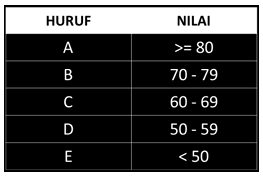 HURUF NILAI
A >= 80
B 70 - 79
C 60 - 69
D 50 - 59
E < 50